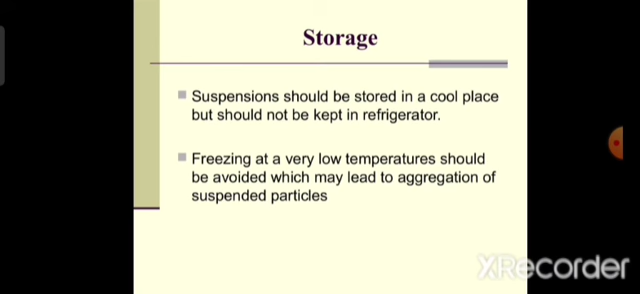 Storage
Suspensions should be stored in a cool place
but should not be kept in refrigerator.
Freezing at a very low temperatures should
be avoided which may lead to aggregation of
suspended particles
XRecorder